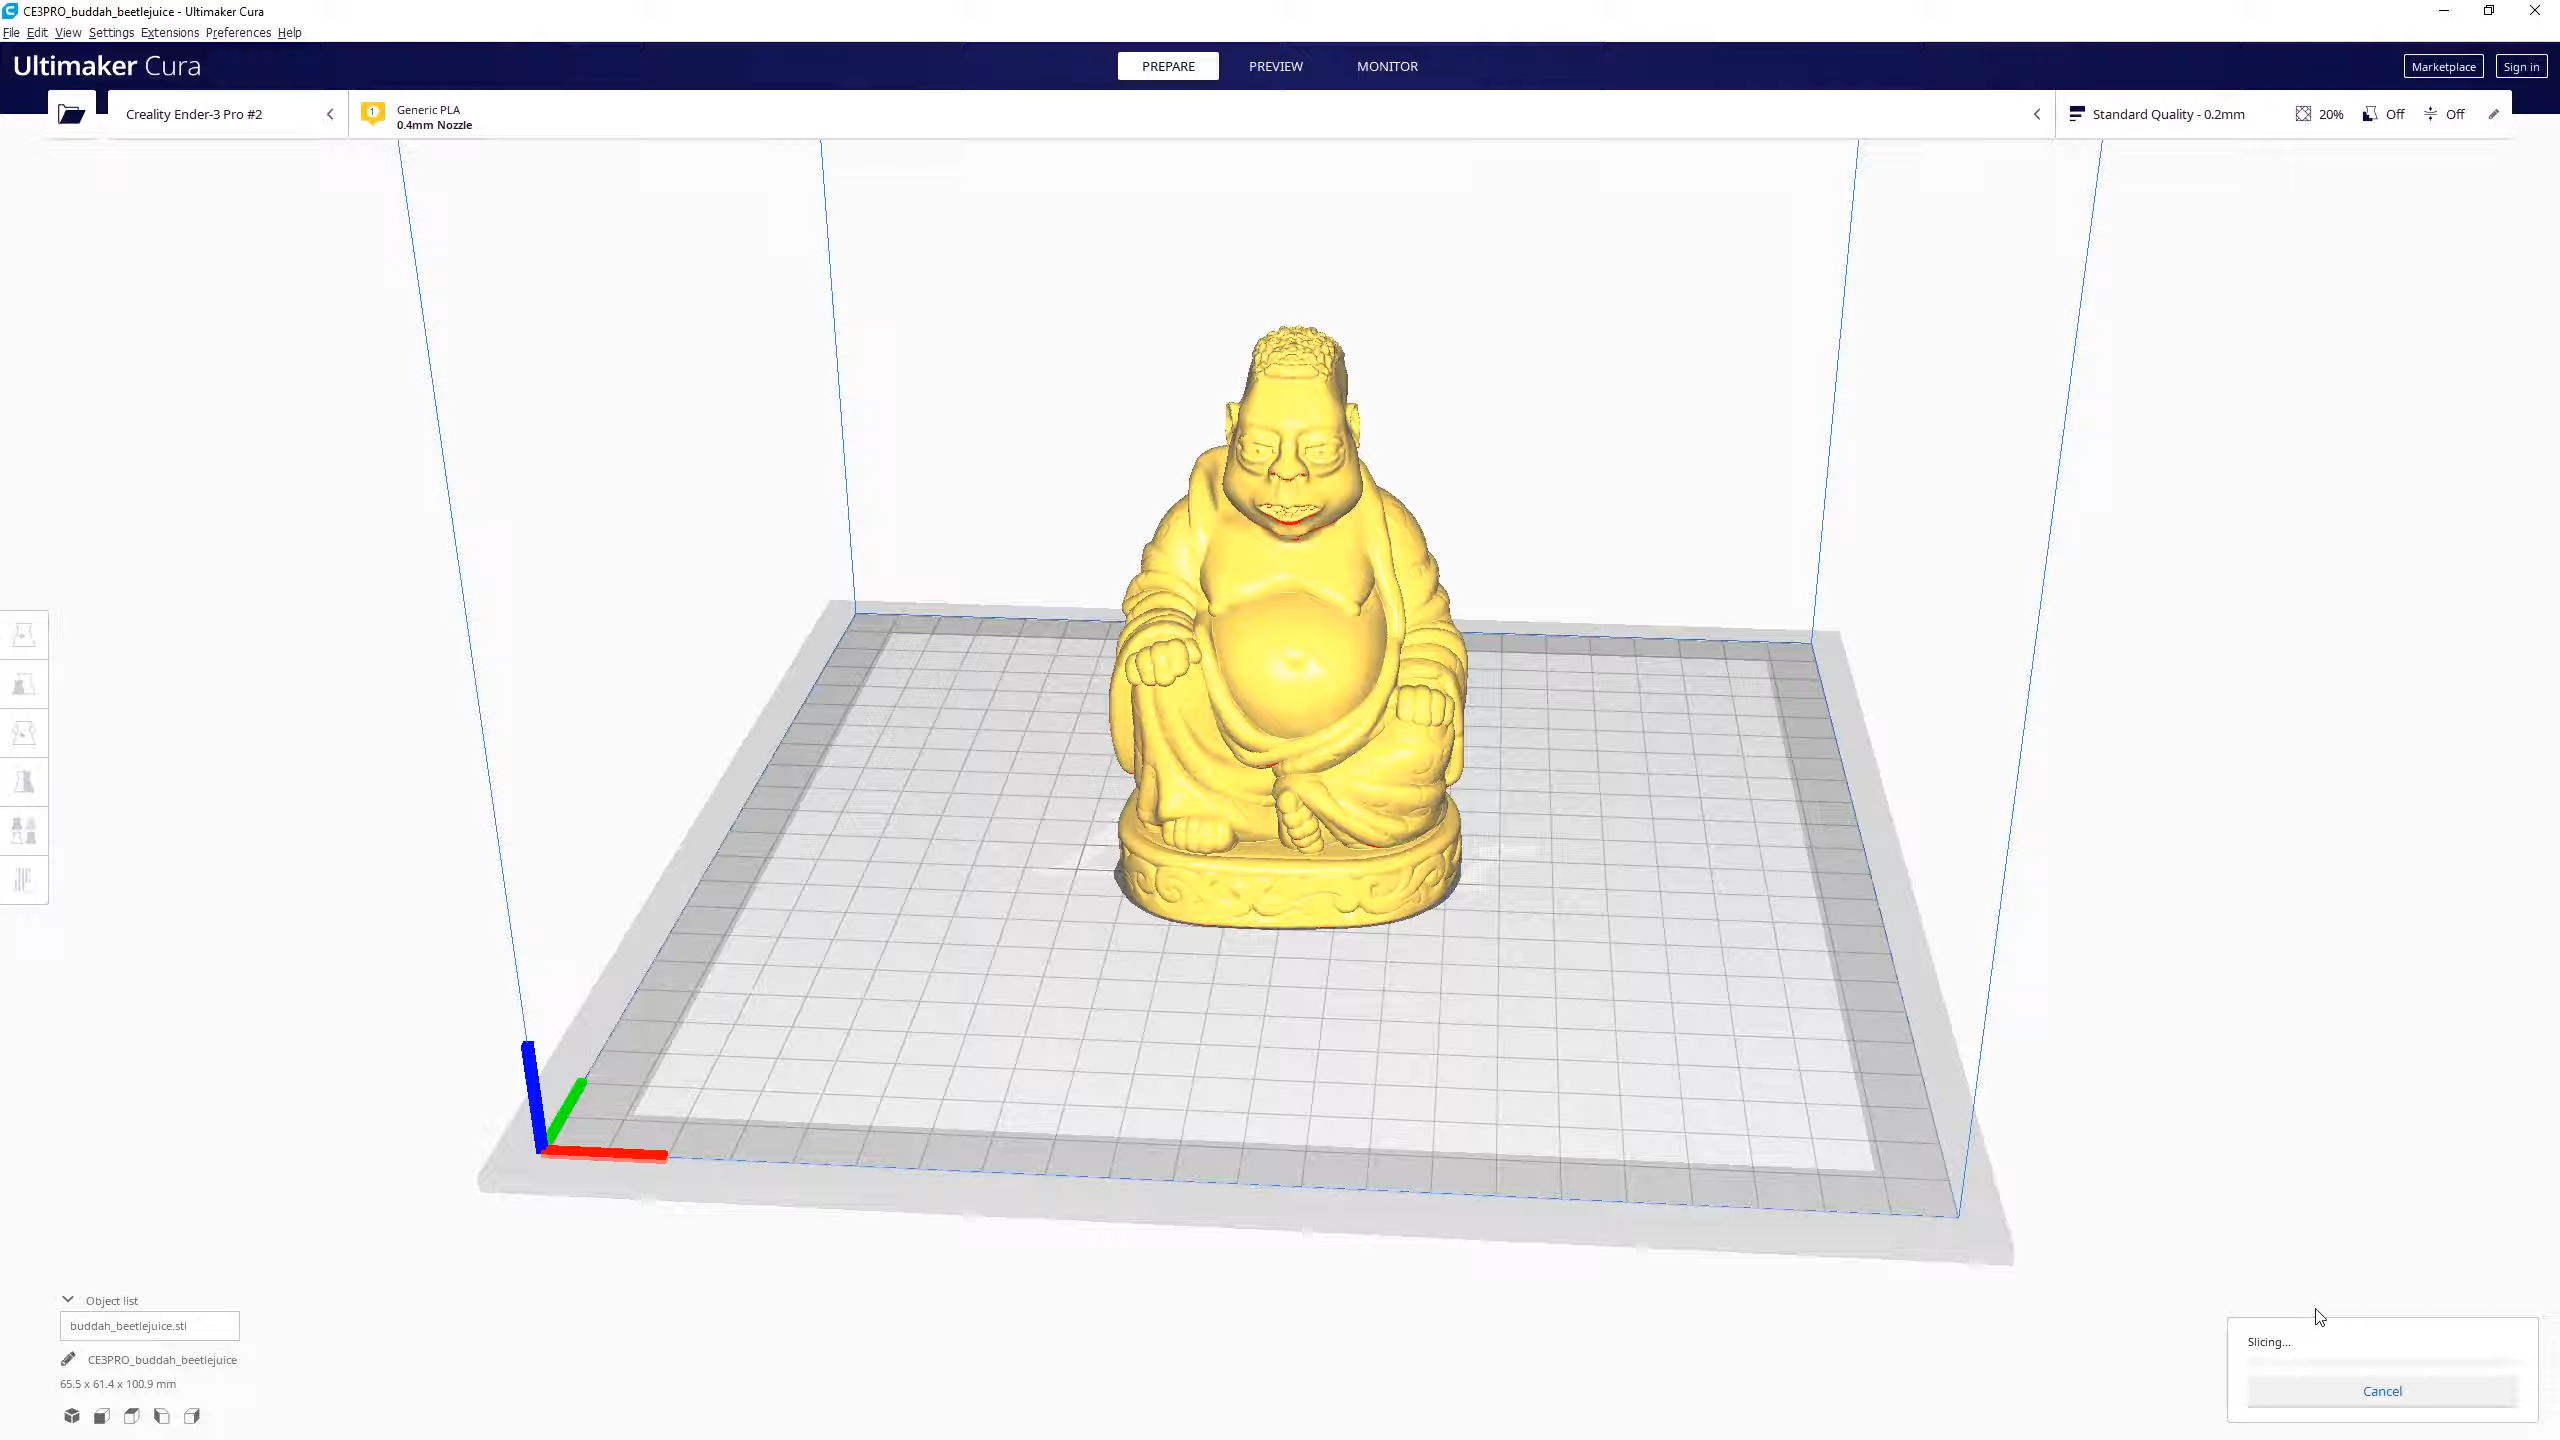 CE3PRO_buddah_beetlejuice - Ultimaker Cura
File Edit View Settings Extensions Preferences Help
Ultimaker Cura
PREPARE
PREVIEW
MONITOR
Marketplace
Sign in
Creality Ender-3 Pro #2
1
Generic PLA
0.4mm Nozzle
Standard Quality - 0.2mm
20%
Off
Off
Object list
buddah_beetlejuice.stl
CE3PRO_buddah_beetlejuice
65.5 x 61.4 x 100.9 mm
Slicing...
Cancel